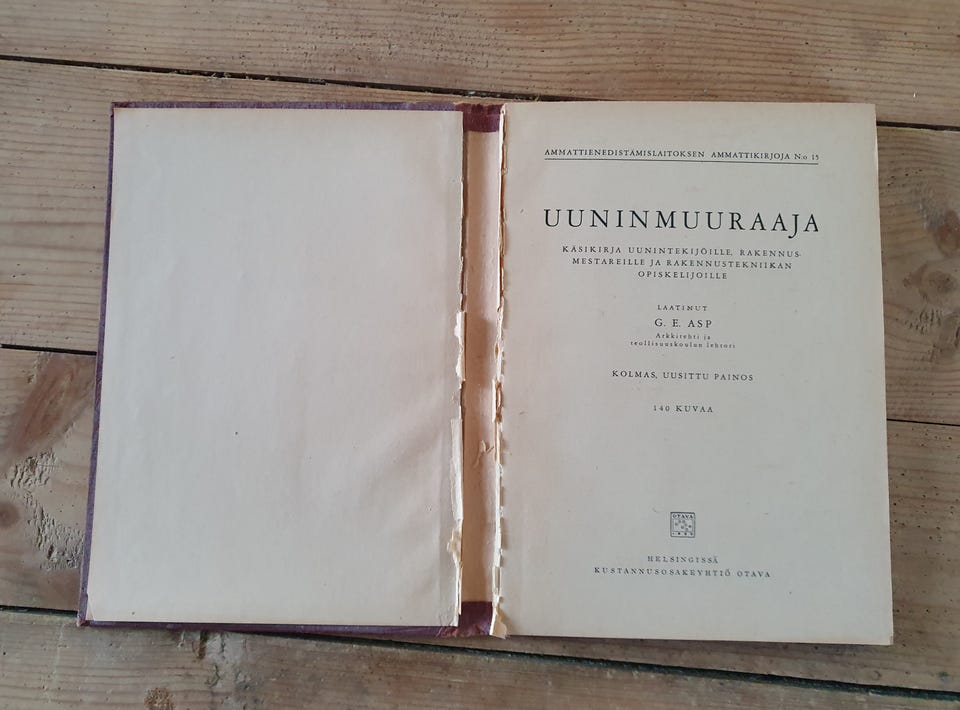 AMMATTIENEDISTÄMISLAITOKSEN AMMATTIKIRJOJA N:o 15
UUNINMUURAAJA
KÄSIKIRJA UUNINTEKIJÖILLE, RAKENNUS-
MESTAREILLE JA RAKENNUSTEKNIIKAN
OPISKELIJOILLE
LAATINUT
G. E. ASP
Arkkitehti ja
teollisuuskoulun lehtori
KOLMAS, UUSITTU PAINOS
140 KUVAA
OTAVA
1890
HELSINGISSÄ
KUSTANNUSOSAKEYHTIÖ OTAVA